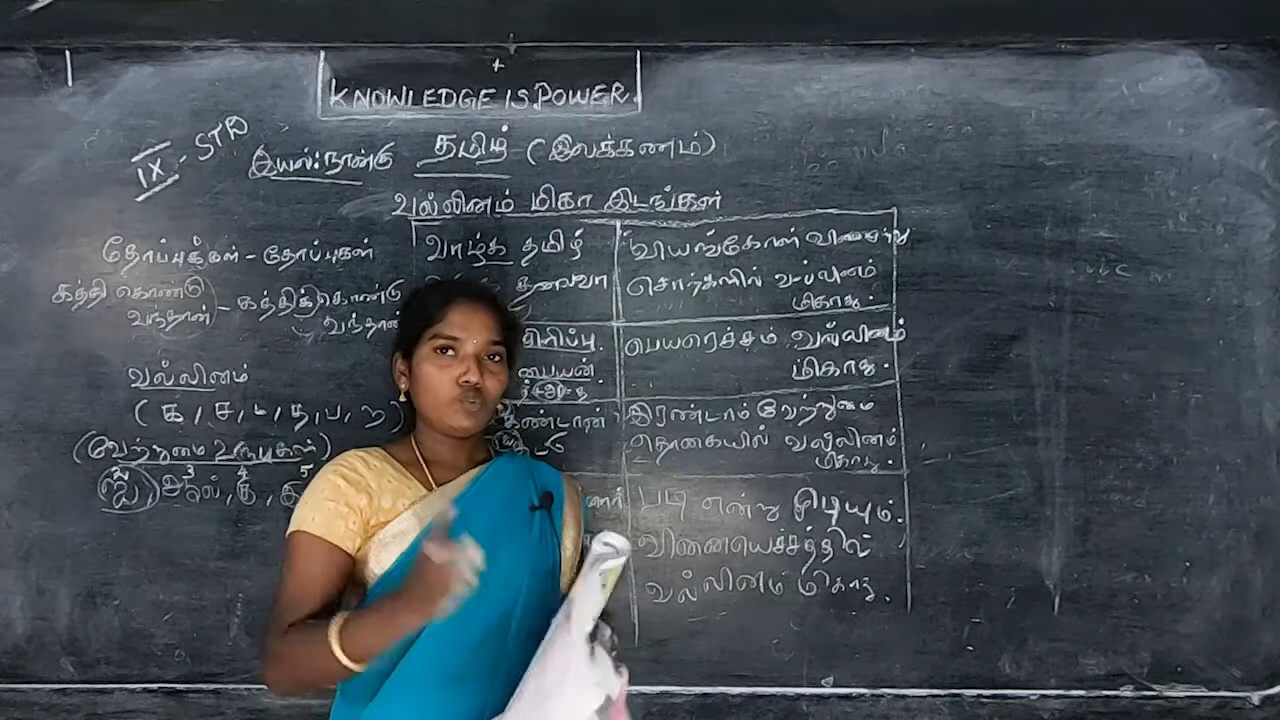 KNOWLEDGE IS POWER.
IX - STD
இயல்:நான்கு
தமிழ் - (இலக்கணம்)
வல்லினம் மிகா இடங்கள்
தோப்புக்கள் - தோப்புகள்
கத்தி கொண்டு வந்தான் - கத்திக்கொண்டு வந்தான்
வல்லினம்
(க, ச, ட, த, ப, ற)
(வேற்றுமை உருபுகள்)
வாழ்க தமிழ்
தலைவா
வியங்கோள் வினைமுற்று
சொற்களில் வல்லினம்
மிகாது.
பெயரெச்சம் வல்லினம்
மிகாது.
பையன்.
கண்டார்
இரண்டாம் வேற்றுமை
தொகையில் வல்லினம்
மிகாது.
படி என்று முடியும்.
வினையெச்சத்தில்
வல்லினம் மிகாது.